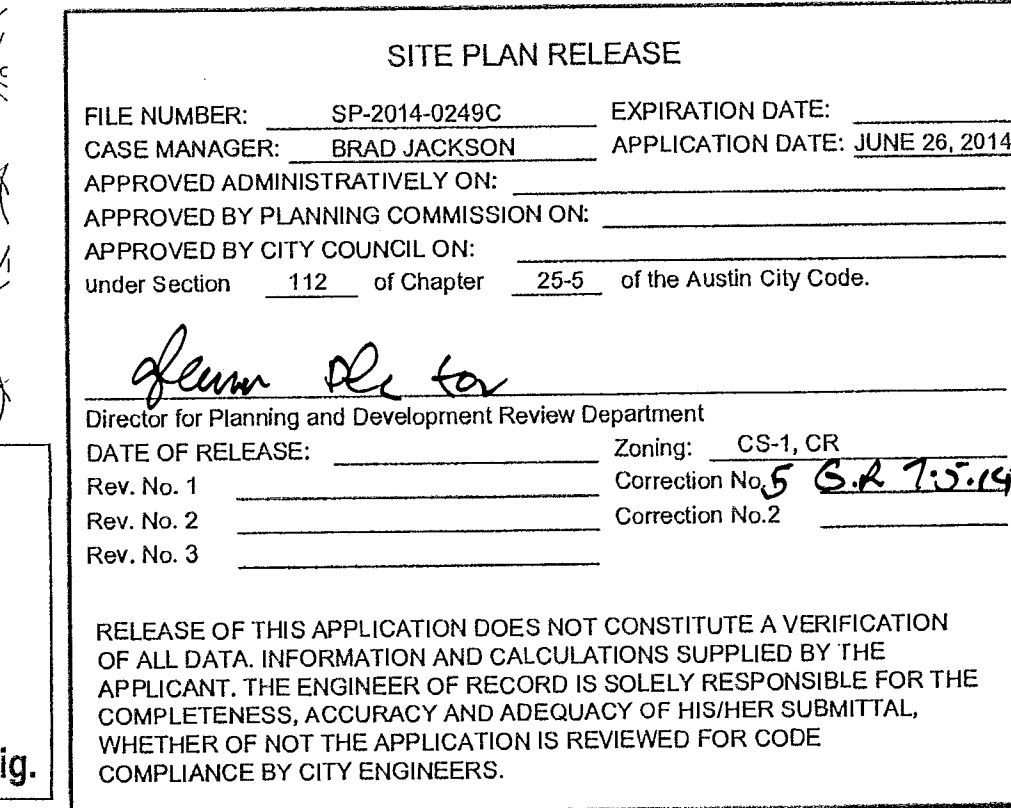 SITE PLAN RELEASE
FILE NUMBER: SP-2014-0249C EXPIRATION DATE:
CASE MANAGER: BRAD JACKSON APPLICATION DATE: JUNE 26, 2014
APPROVED ADMINISTRATIVELY ON:
APPROVED BY PLANNING COMMISSION ON:
APPROVED BY CITY COUNCIL ON:
under Section 112 of Chapter 25-5 of the Austin City Code.
for
Director for Planning and Development Review Department
DATE OF RELEASE: Zoning: CS-1, CR
Rev. No. 1 Correction No. 5 G.R
Rev. No. 2 Correction No.2
Rev. No. 3
RELEASE OF THIS APPLICATION DOES NOT CONSTITUTE A VERIFICATION
OF ALL DATA. INFORMATION AND CALCULATIONS SUPPLIED BY THE
APPLICANT. THE ENGINEER OF RECORD IS SOLELY RESPONSIBLE FOR THE
COMPLETENESS, ACCURACY AND ADEQUACY OF HIS/HER SUBMITTAL,
WHETHER OF NOT THE APPLICATION IS REVIEWED FOR CODE
COMPLIANCE BY CITY ENGINEERS.
ig.